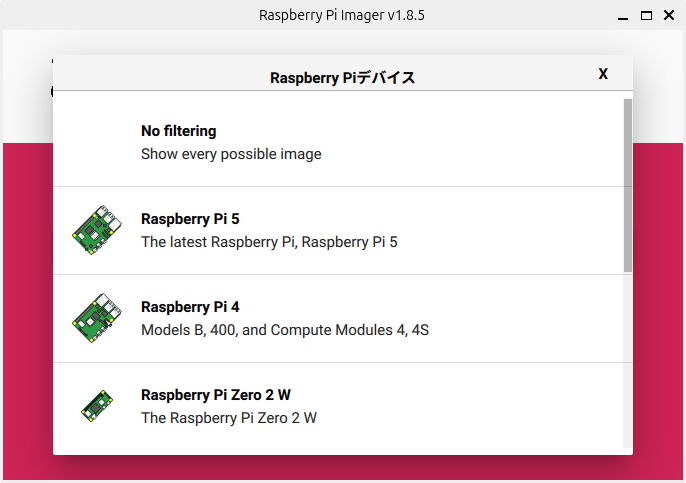 Raspberry Pi Imager v1.8.5
Raspberry Piデバイス
X
No filtering
Show every possible image
Raspberry Pi 5
The latest Raspberry Pi, Raspberry Pi 5
Raspberry Pi 4
Models B, 400, and Compute Modules 4, 4S
Raspberry Pi Zero 2 W
The Raspberry Pi Zero 2 W